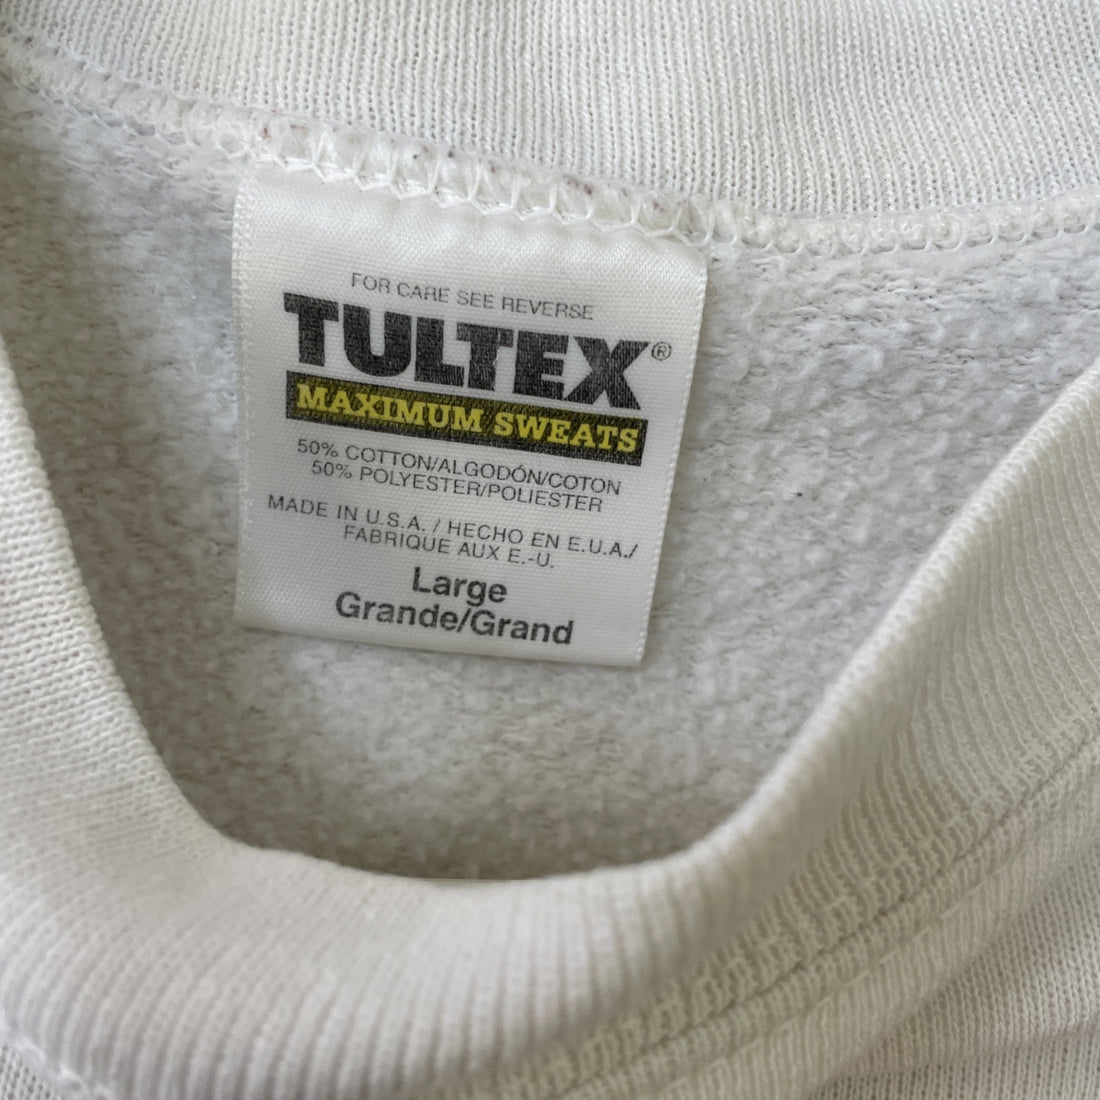 FOR CARE SEE REVERSE
TULTEX®
MAXIMUM SWEATS
50% COTTON/ALGODÓN/COTON
50% POLYESTER/POLIESTER
MADE IN U.S.A. / HECHO EN E.U.A./
FABRIQUE AUX E.-U.
Large
Grande/Grand